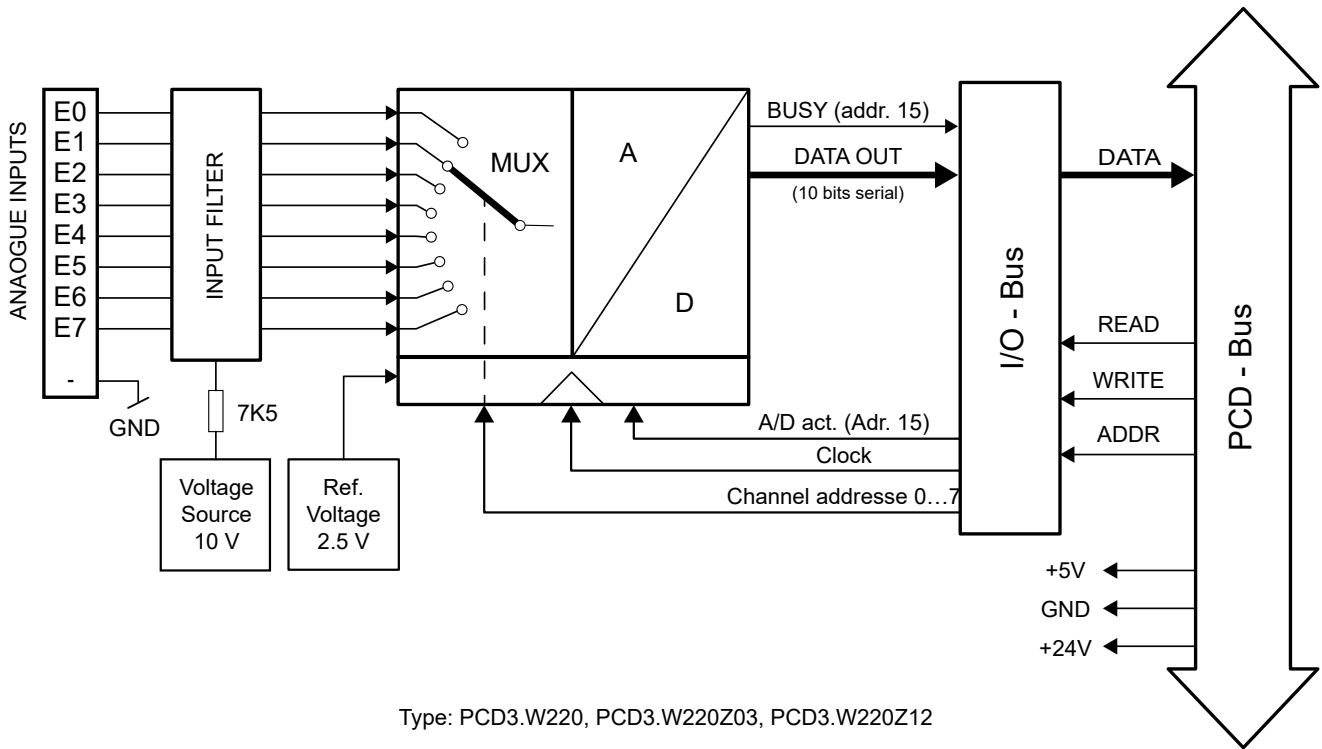 ANAOGUE INPUTS
E0
E1
E2
E3
E4
E5
E6
E7
-
GND
INPUT FILTER
7K5
Voltage
Source
10 V
Ref.
Voltage
2.5 V
MUX
A
D
BUSY (addr. 15)
DATA OUT
(10 bits serial)
A/D act. (Adr. 15)
Clock
Channel addresse 0…7
I/O - Bus
DATA
READ
WRITE
ADDR
+5V
GND
+24V
PCD - Bus
Type: PCD3.W220, PCD3.W220Z03, PCD3.W220Z12